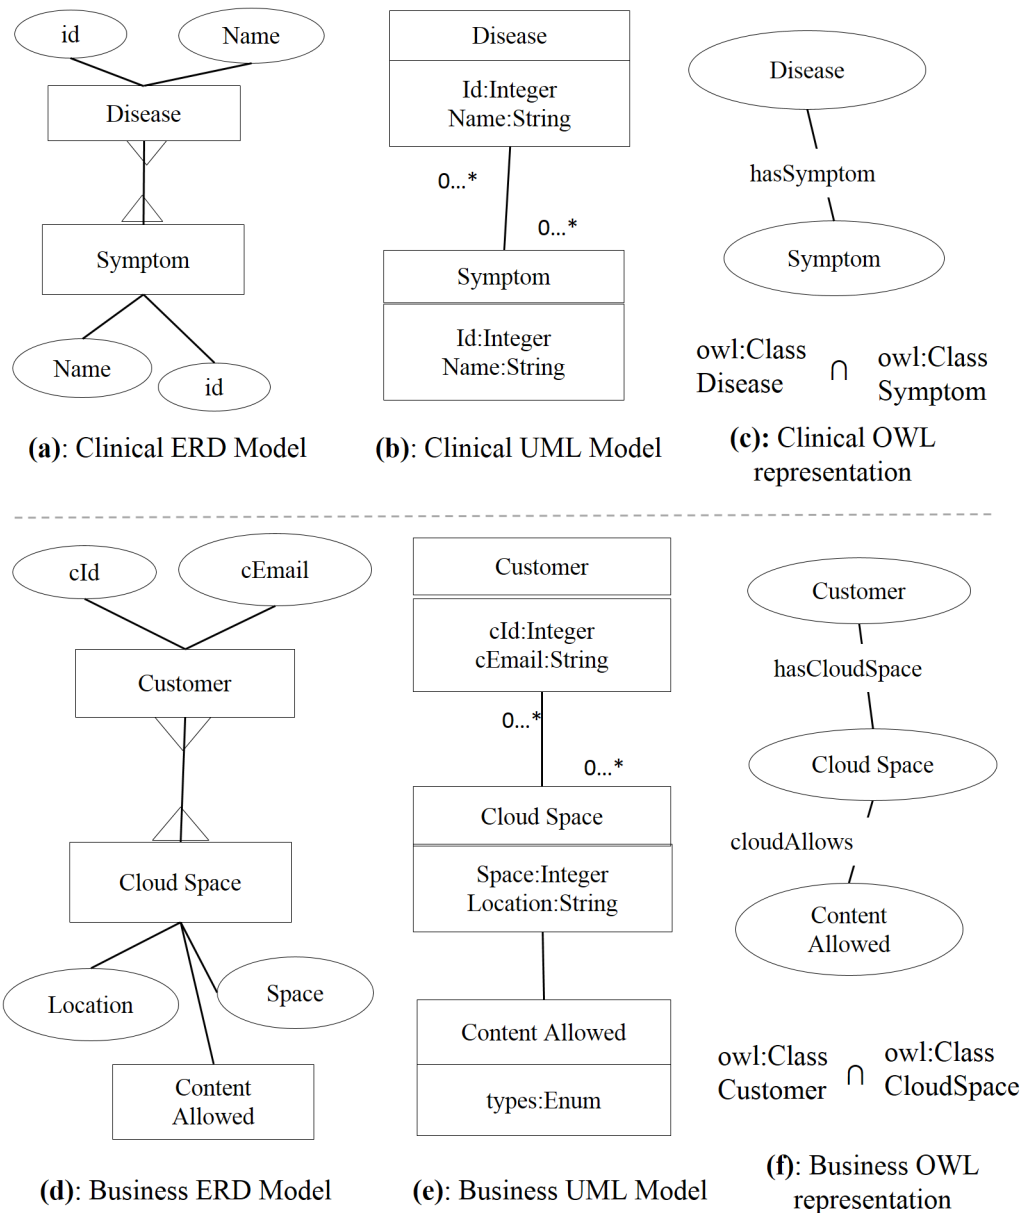 id
Name
Disease
Symptom
Name
id
(a): Clinical ERD Model
Disease
Id:Integer
Name:String
0...*
0...*
Symptom
Id:Integer
Name:String
(b): Clinical UML Model
Disease
hasSymptom
Symptom
owl:Class
Disease
∩
owl:Class
Symptom
(c): Clinical OWL
representation
cId
cEmail
Customer
Cloud Space
Location
Space
Content
Allowed
(d): Business ERD Model
Customer
cId:Integer
cEmail:String
0...*
0...*
Cloud Space
Space:Integer
Location:String
Content Allowed
types:Enum
(e): Business UML Model
Customer
hasCloudSpace
Cloud Space
cloudAllows
Content
Allowed
owl:Class
Customer
∩
owl:Class
CloudSpace
(f): Business OWL
representation